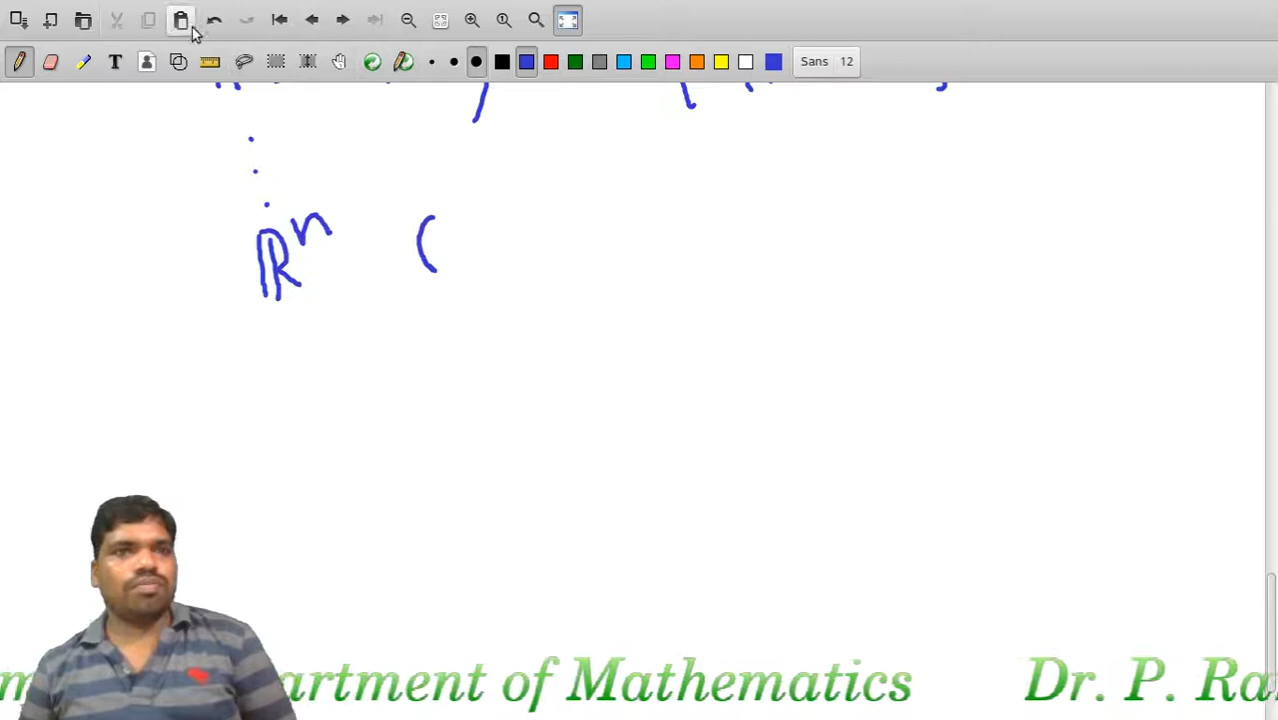 Sans 12
ℝⁿ (
artment of Mathematics Dr. P. Ra